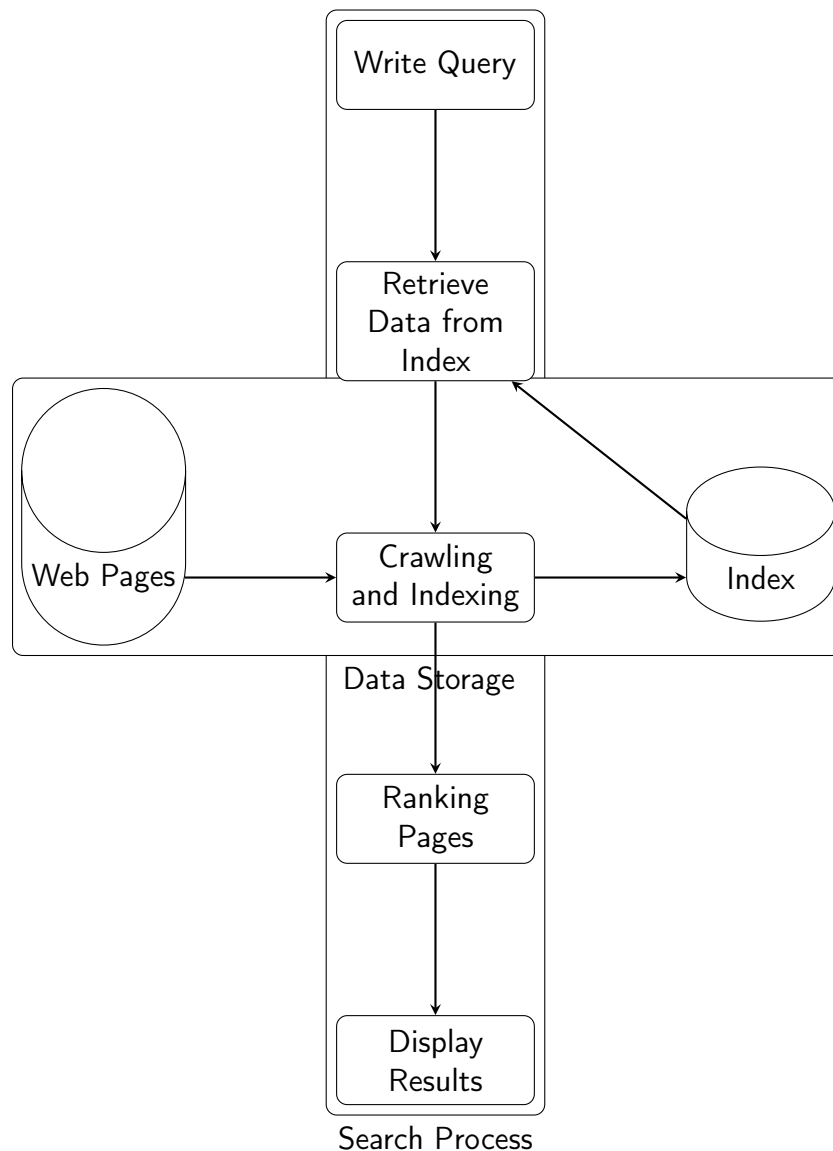 Write Query
Retrieve
Data from
Index
Web Pages
Crawling
and Indexing
Index
Data Storage
Ranking
Pages
Display
Results
Search Process